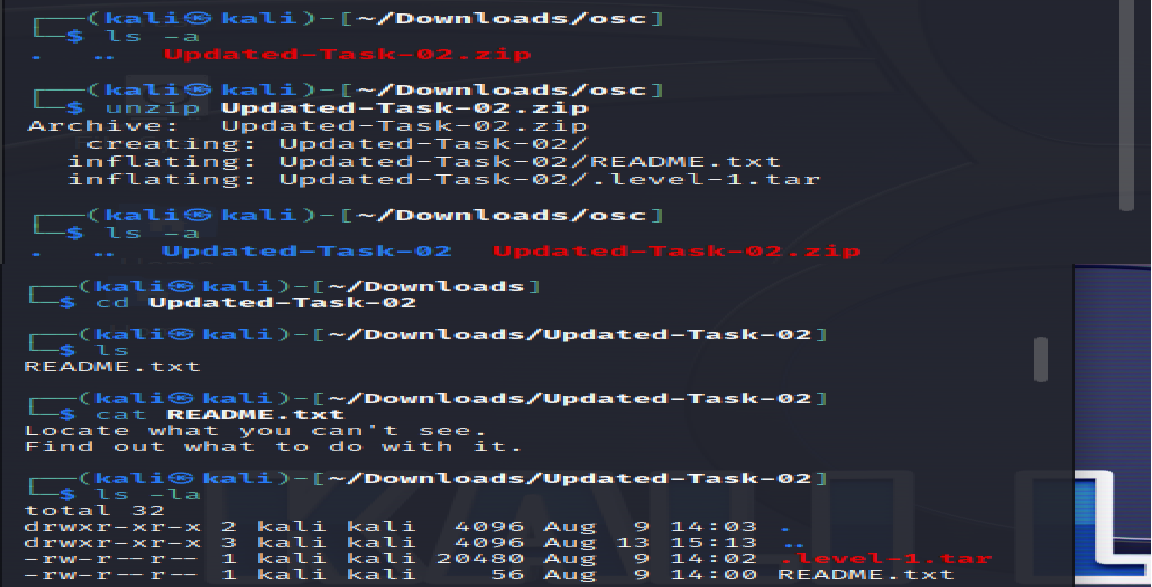 ┌──(kali㉿kali)-[~/Downloads/osc]
└─$ ls -a
.  ..  Updated-Task-02.zip
┌──(kali㉿kali)-[~/Downloads/osc]
└─$ unzip Updated-Task-02.zip
Archive:  Updated-Task-02.zip
creating: Updated-Task-02/
inflating: Updated-Task-02/README.txt
inflating: Updated-Task-02/.level-1.tar
┌──(kali㉿kali)-[~/Downloads/osc]
└─$ ls -a
.  ..  Updated-Task-02  Updated-Task-02.zip
┌──(kali㉿kali)-[~/Downloads]
└─$ cd Updated-Task-02
┌──(kali㉿kali)-[~/Downloads/Updated-Task-02]
└─$ ls
README.txt
┌──(kali㉿kali)-[~/Downloads/Updated-Task-02]
└─$ cat README.txt
Locate what you can't see.
Find out what to do with it.
┌──(kali㉿kali)-[~/Downloads/Updated-Task-02]
└─$ ls -la
total 32
drwxr-xr-x 2 kali kali  4096 Aug  9 14:03 .
drwxr-xr-x 3 kali kali  4096 Aug 13 15:13 ..
-rw-r--r-- 1 kali kali 20480 Aug  9 14:02 .level-1.tar
-rw-r--r-- 1 kali kali    56 Aug  9 14:00 README.txt